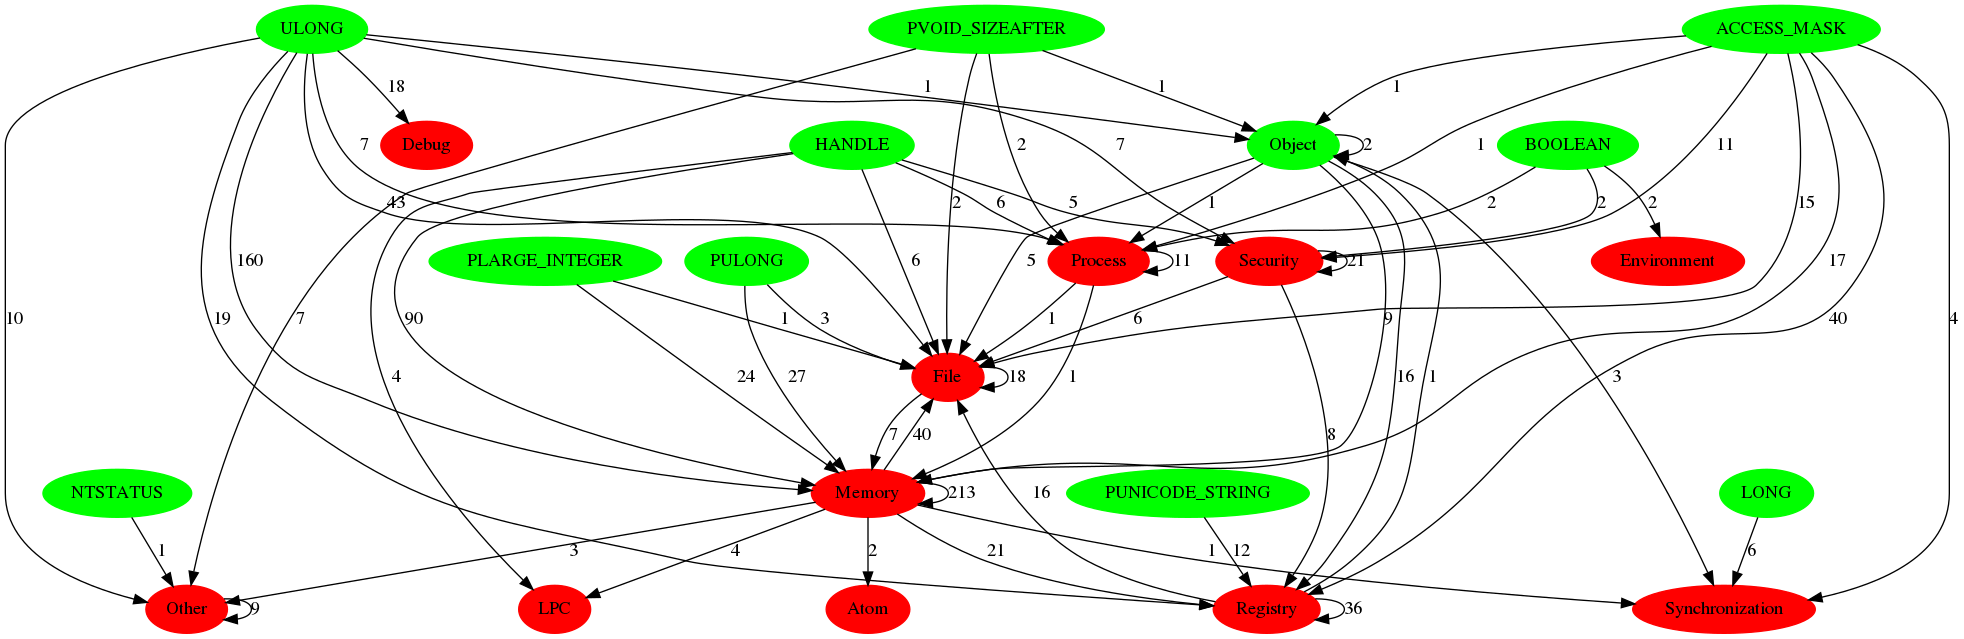 ULONG PVOID_SIZEAFTER ACCESS_MASK
18 1 1 1
7 Debug HANDLE 2 7 Object 2 1 BOOLEAN 11
43 2 6 5 1 2 2 2 15
160 PLARGE_INTEGER PULONG 6 5 Process 11 Security 21 Environment 17
10 19 7 90 1 3 1 6 9 40 4
4 24 27 File 18 1 16 1 3
7 40 8
NTSTATUS Memory 213 16 PUNICODE_STRING LONG
1 3 4 2 21 1 12 6
Other 9 LPC Atom Registry 36 Synchronization